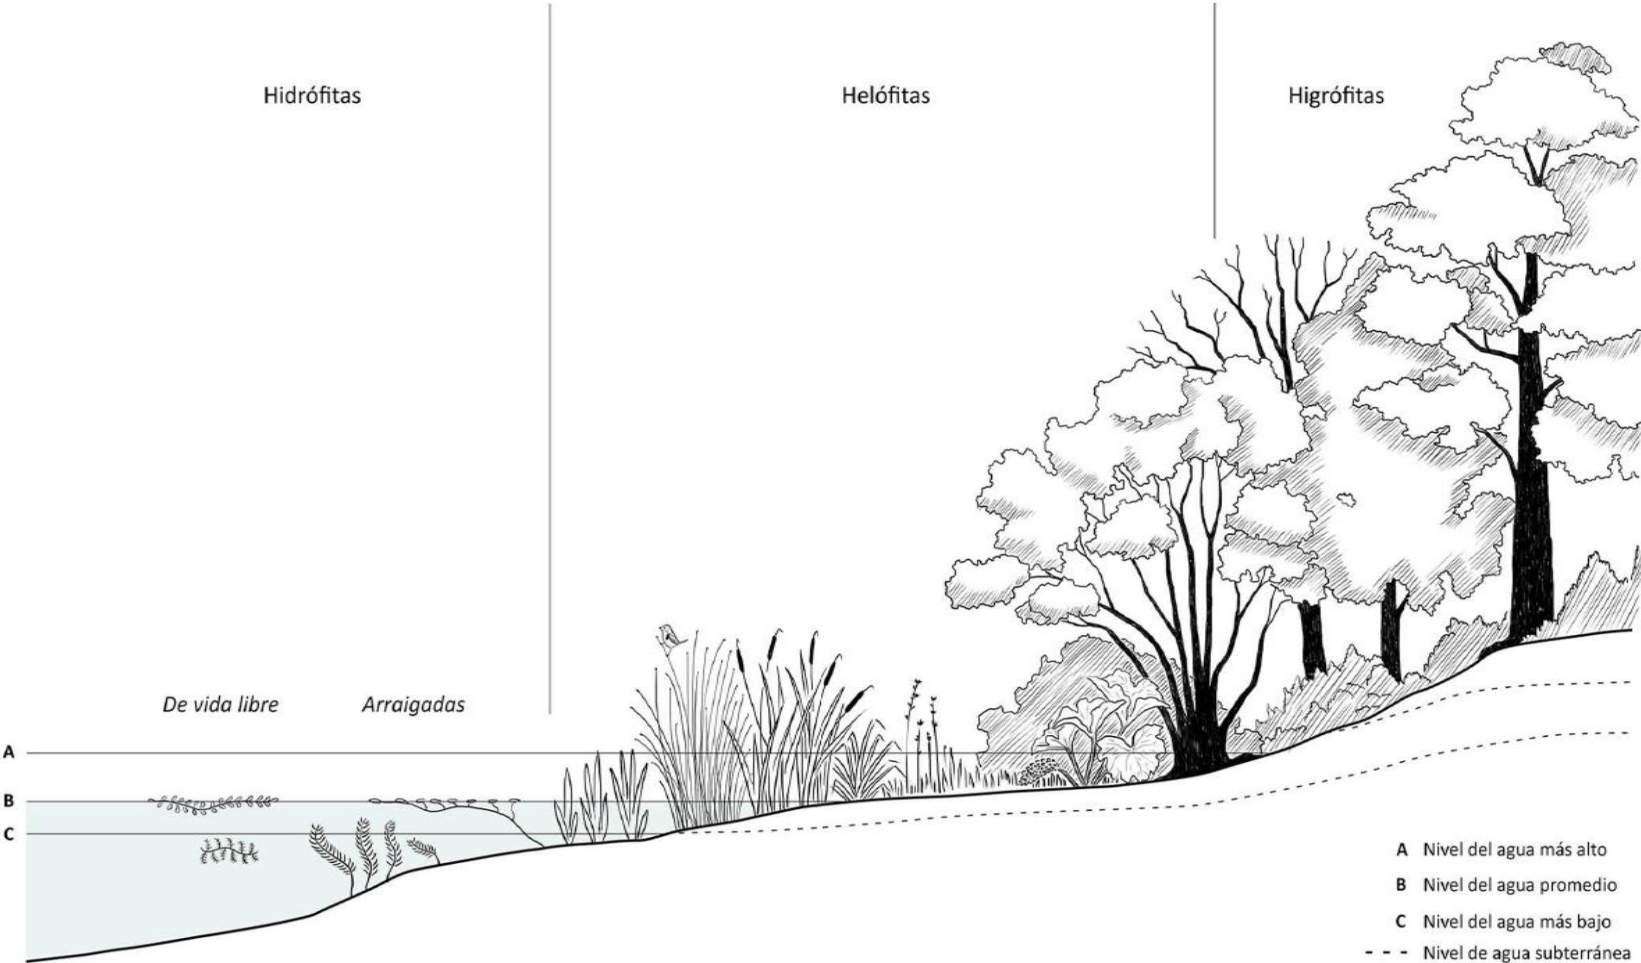 Hidrófitas
Helófitas
Higrófitas
De vida libre
Arraigadas
A
B
C
A Nivel del agua más alto
B Nivel del agua promedio
C Nivel del agua más bajo
Nivel de agua subterránea